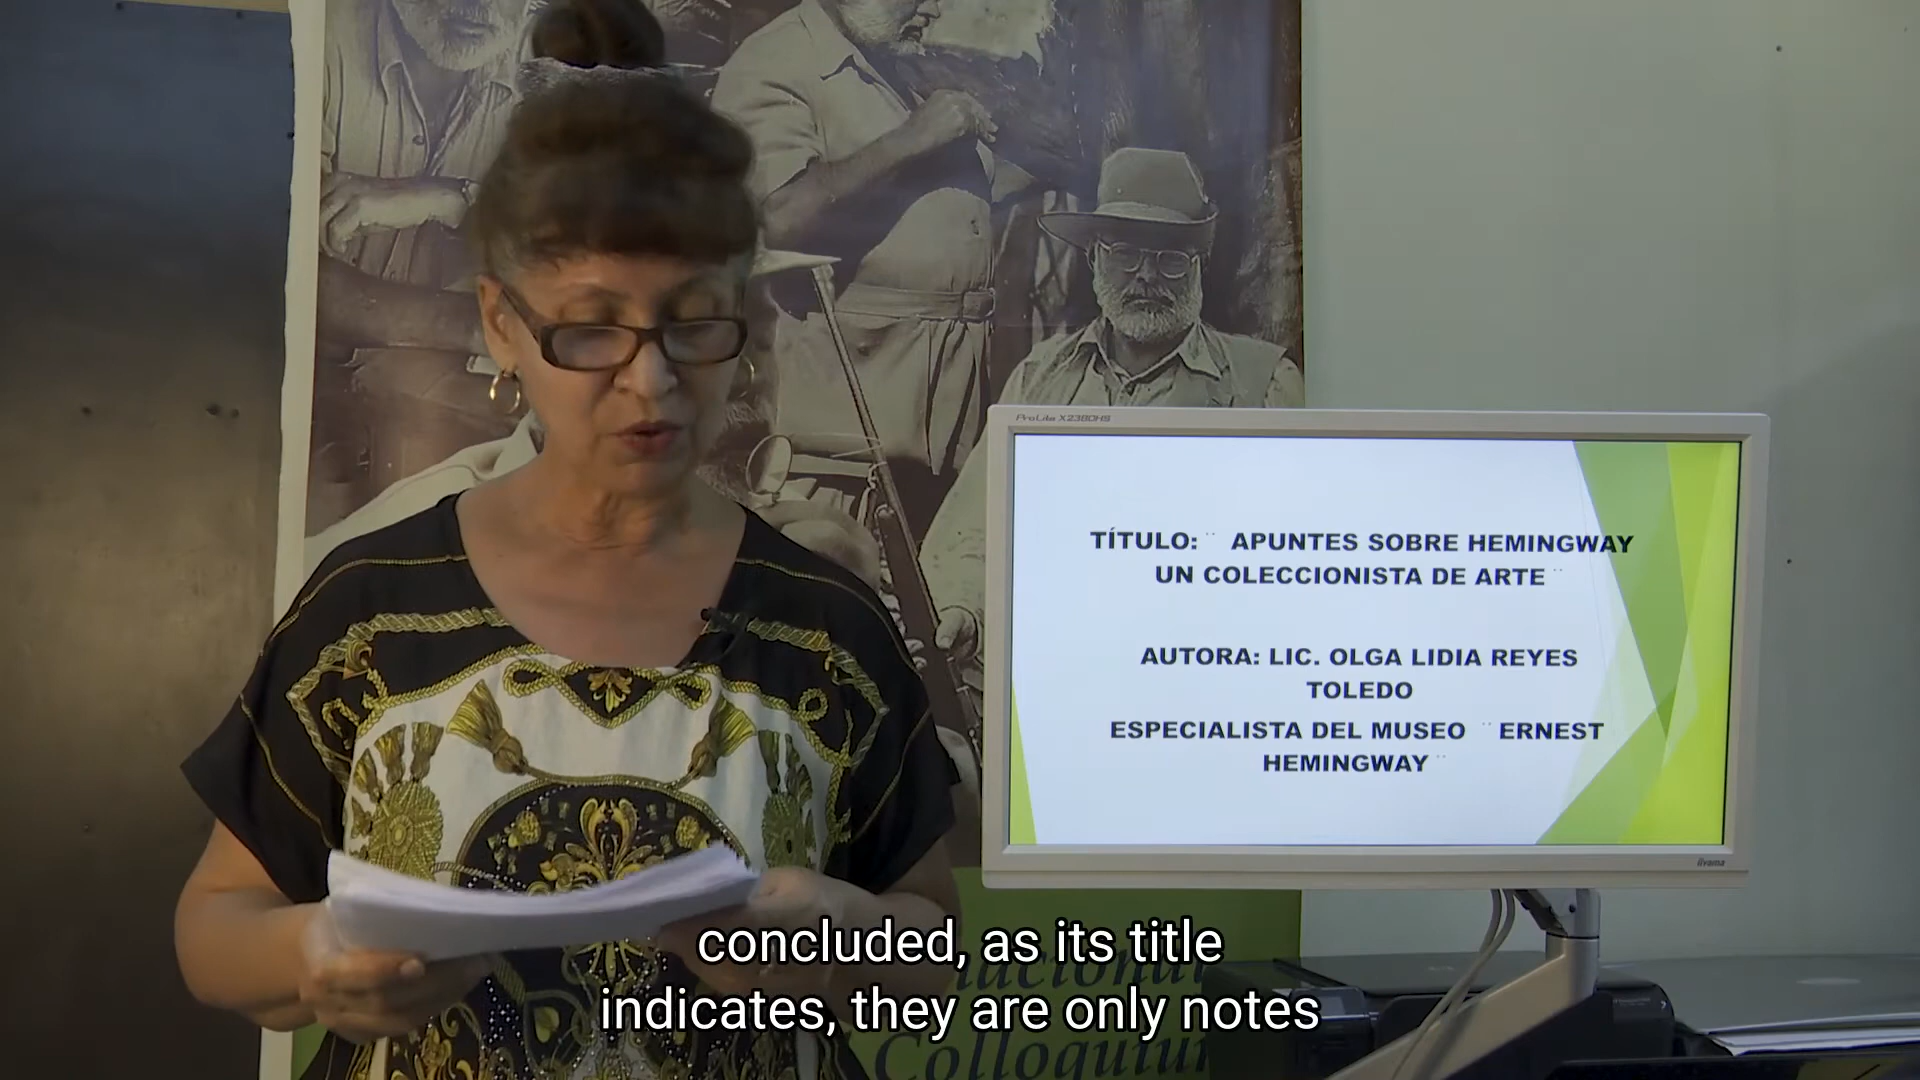 ProLite X2380HS
TÍTULO: ¨ APUNTES SOBRE HEMINGWAY
UN COLECCIONISTA DE ARTE ¨
AUTORA: LIC. OLGA LIDIA REYES
TOLEDO
ESPECIALISTA DEL MUSEO ¨ ERNEST
HEMINGWAY ¨
iiyama
concluded, as its title
indicates, they are only notes